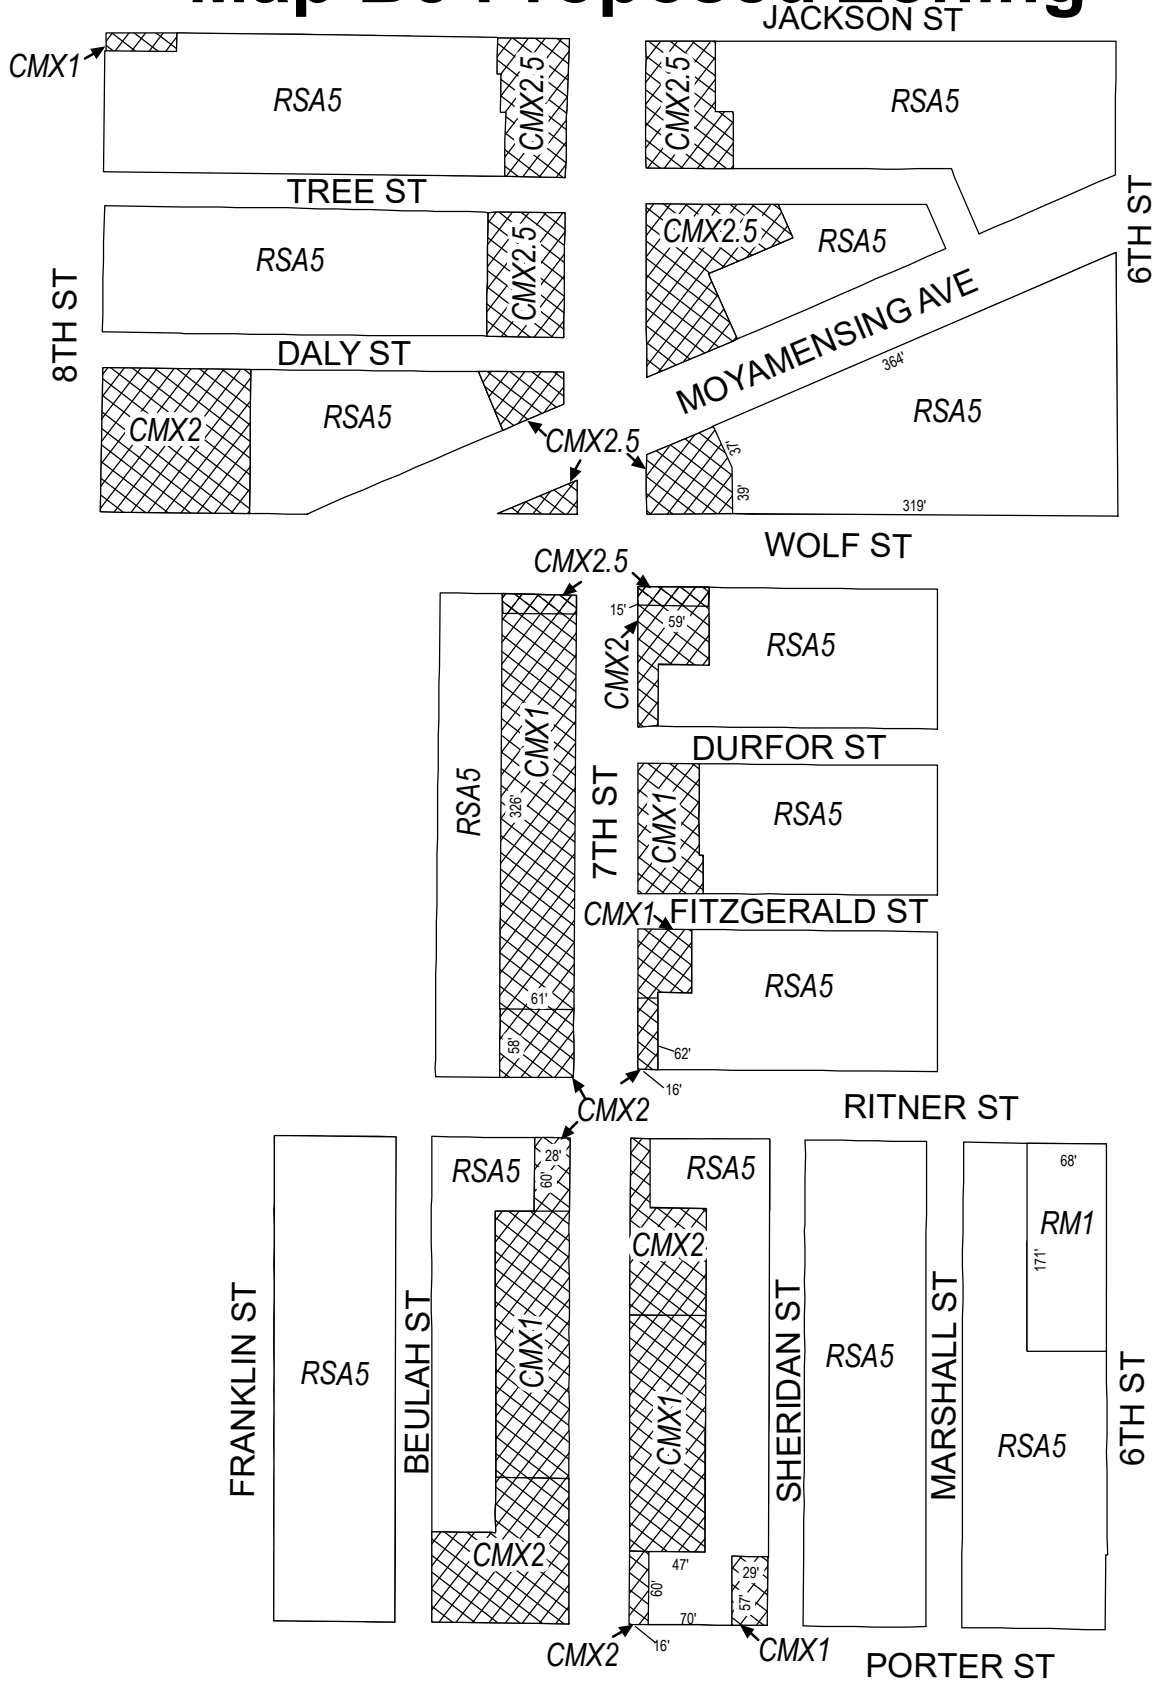 Map B6 Proposed Zoning
JACKSON ST
CMX1
RSA5
CMX2.5
CMX2.5
RSA5
TREE ST
6TH ST
RSA5
CMX2.5
CMX2.5
RSA5
8TH ST
DALY ST
MOYAMENSING AVE
364'
CMX2
RSA5
CMX2.5
RSA5
37'
39'
319'
WOLF ST
CMX2.5
15'
59'
CMX2
RSA5
RSA5
CMX1
326'
7TH ST
DURFOR ST
CMX1
RSA5
CMX1
FITZGERALD ST
RSA5
61'
58'
62'
16'
CMX2
RITNER ST
RSA5
28'
60'
RSA5
68'
RM1
171'
CMX2
FRANKLIN ST
RSA5
BEULAH ST
CMX1
CMX1
SHERIDAN ST
RSA5
MARSHALL ST
RSA5
6TH ST
CMX2
47'
60'
70'
29'
57'
CMX2
16'
CMX1
PORTER ST